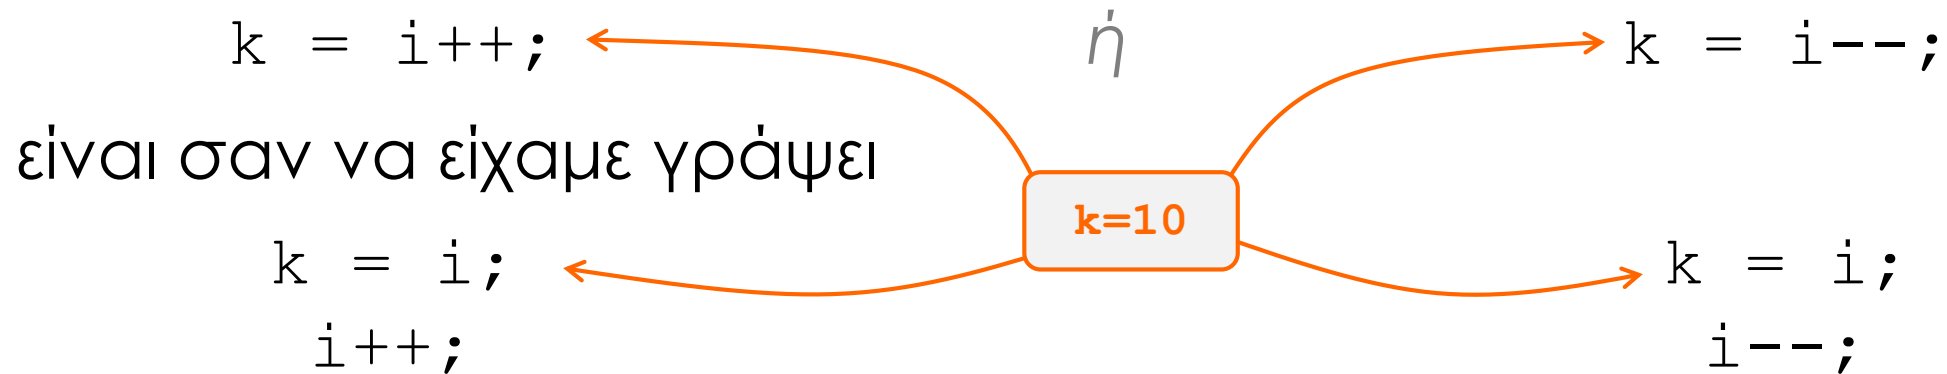 k = i++; ή k = i--;
είναι σαν να είχαμε γράψει
k=10
k = i; k = i;
i++; i--;